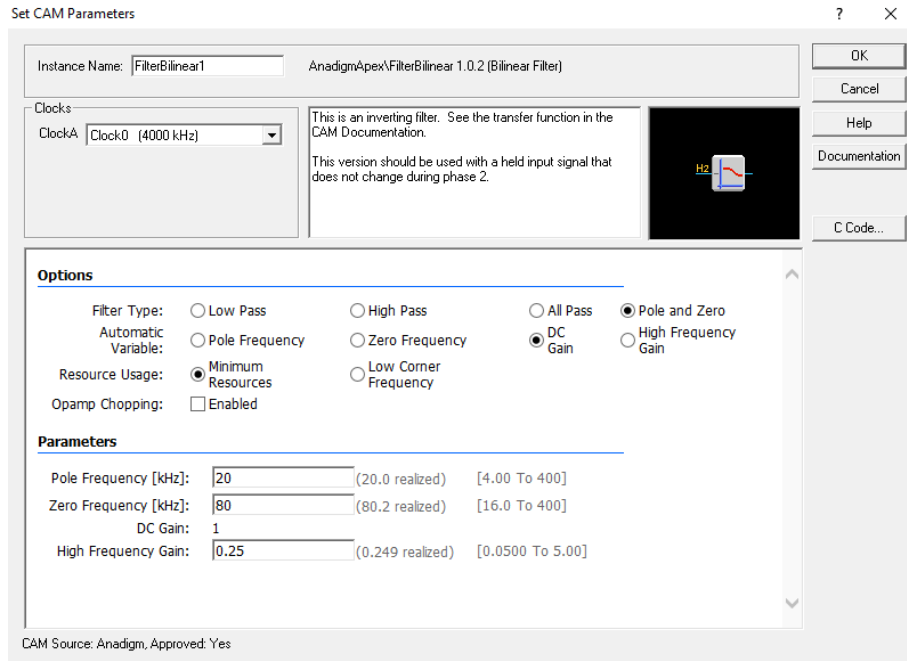 Set CAM Parameters
?
Instance Name: FilterBilinear1
AnadigmApex\FilterBilinear 1.0.2 (Bilinear Filter)
OK
Cancel
Help
Documentation
C Code...
Clocks
ClockA Clock0 (4000 kHz)
This is an inverting filter. See the transfer function in the
CAM Documentation.
This version should be used with a held input signal that
does not change during phase 2.
H2
Options
Filter Type: Low Pass High Pass All Pass Pole and Zero
Automatic
Variable: Pole Frequency Zero Frequency DC
Gain High Frequency
Gain
Resource Usage: Minimum
Resources Low Corner
Frequency
Opamp Chopping: Enabled
Parameters
Pole Frequency [kHz]: 20 (20.0 realized) [4.00 To 400]
Zero Frequency [kHz]: 80 (80.2 realized) [16.0 To 400]
DC Gain: 1
High Frequency Gain: 0.25 (0.249 realized) [0.0500 To 5.00]
CAM Source: Anadigm, Approved: Yes